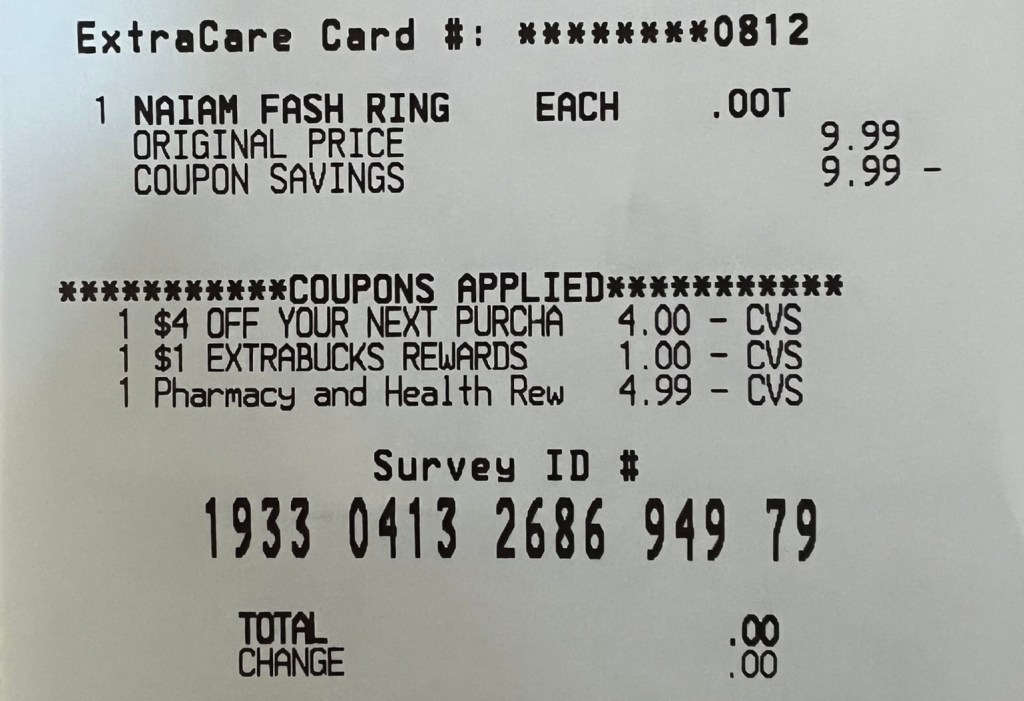 ExtraCare Card #: ********0812
1 NAIAM FASH RING EACH .00T
ORIGINAL PRICE 9.99
COUPON SAVINGS 9.99 -
***********COUPONS APPLIED***********
1 $4 OFF YOUR NEXT PURCHA 4.00 - CVS
1 $1 EXTRABUCKS REWARDS 1.00 - CVS
1 Pharmacy and Health Rew 4.99 - CVS
Survey ID #
1933 0413 2686 949 79
TOTAL .00
CHANGE .00